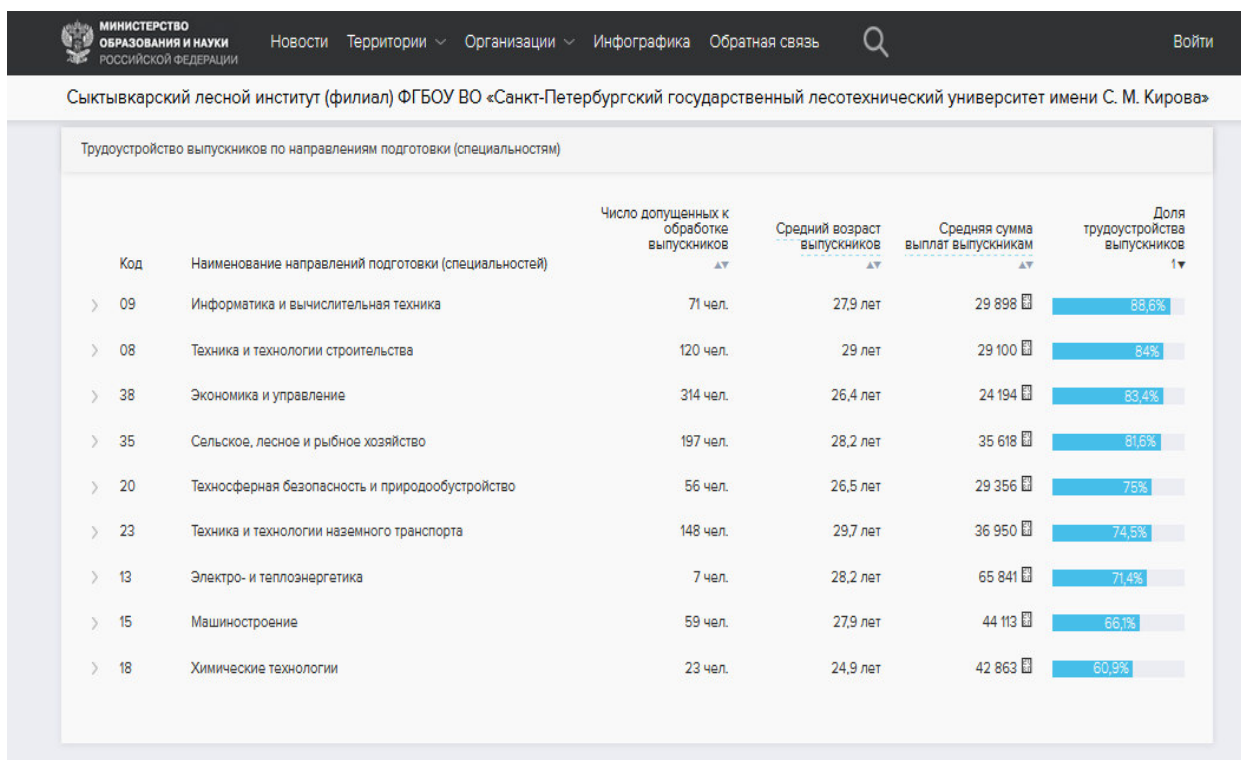 МИНИСТЕРСТВО
ОБРАЗОВАНИЯ И НАУКИ
РОССИЙСКОЙ ФЕДЕРАЦИИ
Новости Территории Организации Инфографика Обратная связь Войти
Сыктывкарский лесной институт (филиал) ФГБОУ ВО «Санкт-Петербургский государственный лесотехнический университет имени С. М. Кирова»
Трудоустройство выпускников по направлениям подготовки (специальностям)
Код Наименование направлений подготовки (специальностей) Число допущенных к обработке выпускников Средний возраст выпускников Средняя сумма выплат выпускникам Доля трудоустройства выпускников 1▼
09 Информатика и вычислительная техника 71 чел. 27,9 лет 29 898 88,6%
08 Техника и технологии строительства 120 чел. 29 лет 29 100 84%
38 Экономика и управление 314 чел. 26,4 лет 24 194 83,4%
35 Сельское, лесное и рыбное хозяйство 197 чел. 28,2 лет 35 618 81,6%
20 Техносферная безопасность и природообустройство 56 чел. 26,5 лет 29 356 75%
23 Техника и технологии наземного транспорта 148 чел. 29,7 лет 36 950 74,5%
13 Электро- и теплоэнергетика 7 чел. 28,2 лет 65 841 71,4%
15 Машиностроение 59 чел. 27,9 лет 44 113 66,1%
18 Химические технологии 23 чел. 24,9 лет 42 863 60,9%